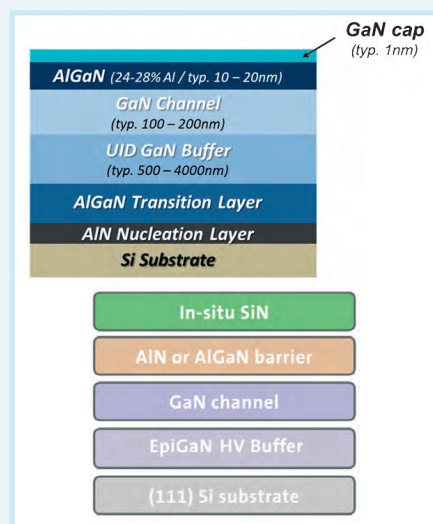 GaN cap
(typ. 1nm)
AlGaN (24-28% Al / typ. 10 – 20nm)
GaN Channel
(typ. 100 – 200nm)
UID GaN Buffer
(typ. 500 – 4000nm)
AlGaN Transition Layer
AlN Nucleation Layer
Si Substrate
In-situ SiN
AlN or AlGaN barrier
GaN channel
EpiGaN HV Buffer
(111) Si substrate